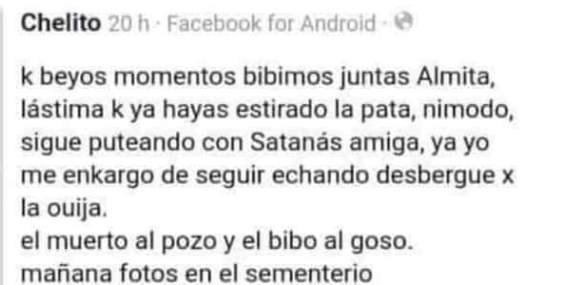 Chelito 20 h · Facebook for Android ·
k beyos momentos bibimos juntas Almita,
lástima k ya hayas estirado la pata, nimodo,
sigue puteando con Satanás amiga, ya yo
me enkargo de seguir echando desbergue x
la ouija.
el muerto al pozo y el bibo al goso.
mañana fotos en el sementerio